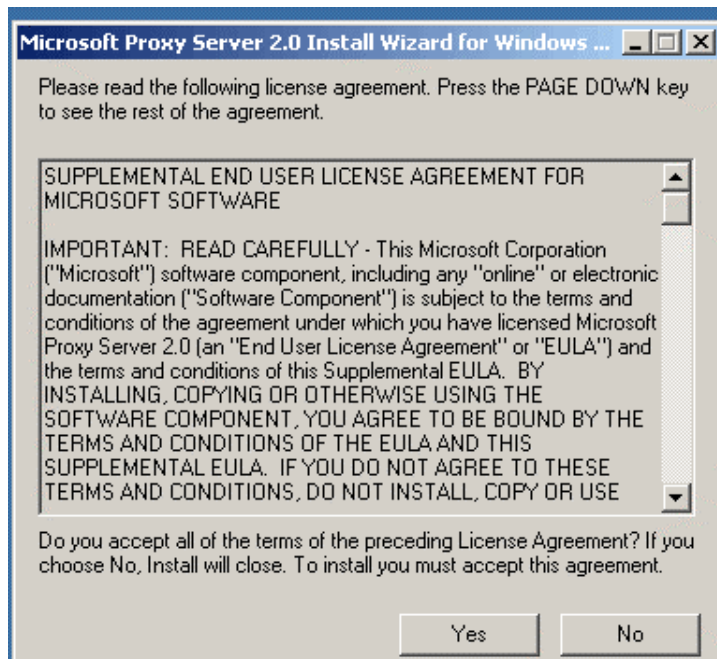 Microsoft Proxy Server 2.0 Install Wizard for Windows ...
Please read the following license agreement. Press the PAGE DOWN key
to see the rest of the agreement.
SUPPLEMENTAL END USER LICENSE AGREEMENT FOR
MICROSOFT SOFTWARE
IMPORTANT:  READ CAREFULLY - This Microsoft Corporation
("Microsoft") software component, including any "online" or electronic
documentation ("Software Component") is subject to the terms and
conditions of the agreement under which you have licensed Microsoft
Proxy Server 2.0 (an "End User License Agreement" or "EULA") and
the terms and conditions of this Supplemental EULA.  BY
INSTALLING, COPYING OR OTHERWISE USING THE
SOFTWARE COMPONENT, YOU AGREE TO BE BOUND BY THE
TERMS AND CONDITIONS OF THE EULA AND THIS
SUPPLEMENTAL EULA.  IF YOU DO NOT AGREE TO THESE
TERMS AND CONDITIONS, DO NOT INSTALL, COPY OR USE
Do you accept all of the terms of the preceding License Agreement? If you
choose No, Install will close. To install you must accept this agreement.
Yes
No